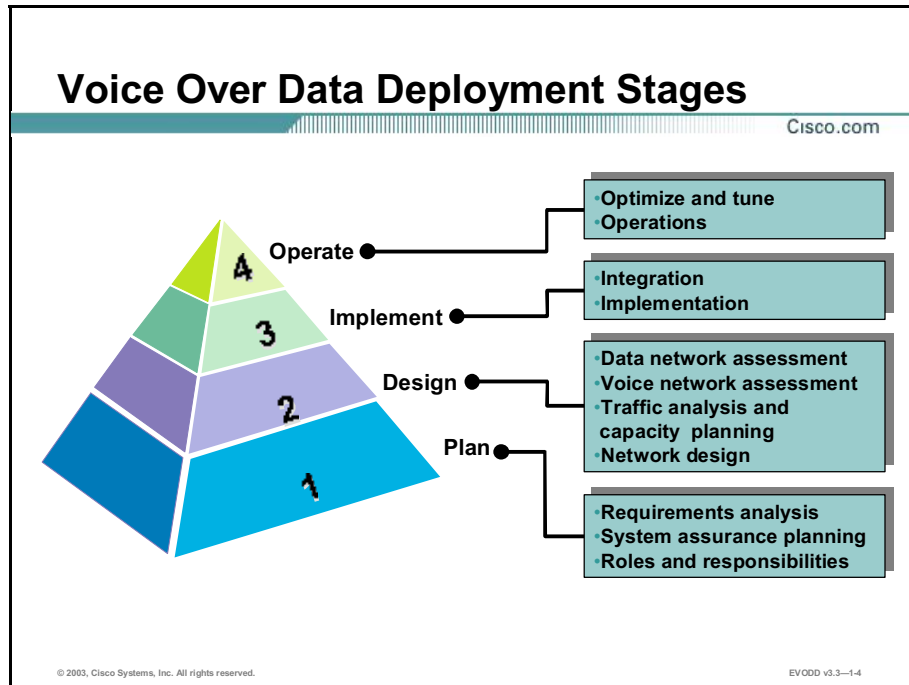 Voice Over Data Deployment Stages
Cisco.com
4
Operate
•Optimize and tune
•Operations
3
Implement
•Integration
•Implementation
2
Design
•Data network assessment
•Voice network assessment
•Traffic analysis and
capacity planning
•Network design
1
Plan
•Requirements analysis
•System assurance planning
•Roles and responsibilities
© 2003, Cisco Systems, Inc. All rights reserved.
EVODD v3.3—1-4